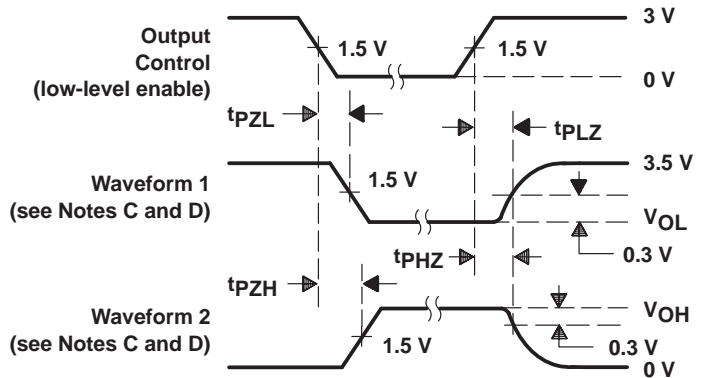 Output
Control
(low-level enable)
1.5 V
1.5 V
3 V
0 V
tPZL
tPLZ
Waveform 1
(see Notes C and D)
1.5 V
3.5 V
VOL
0.3 V
tPHZ
tPZH
Waveform 2
(see Notes C and D)
1.5 V
VOH
0.3 V
0 V